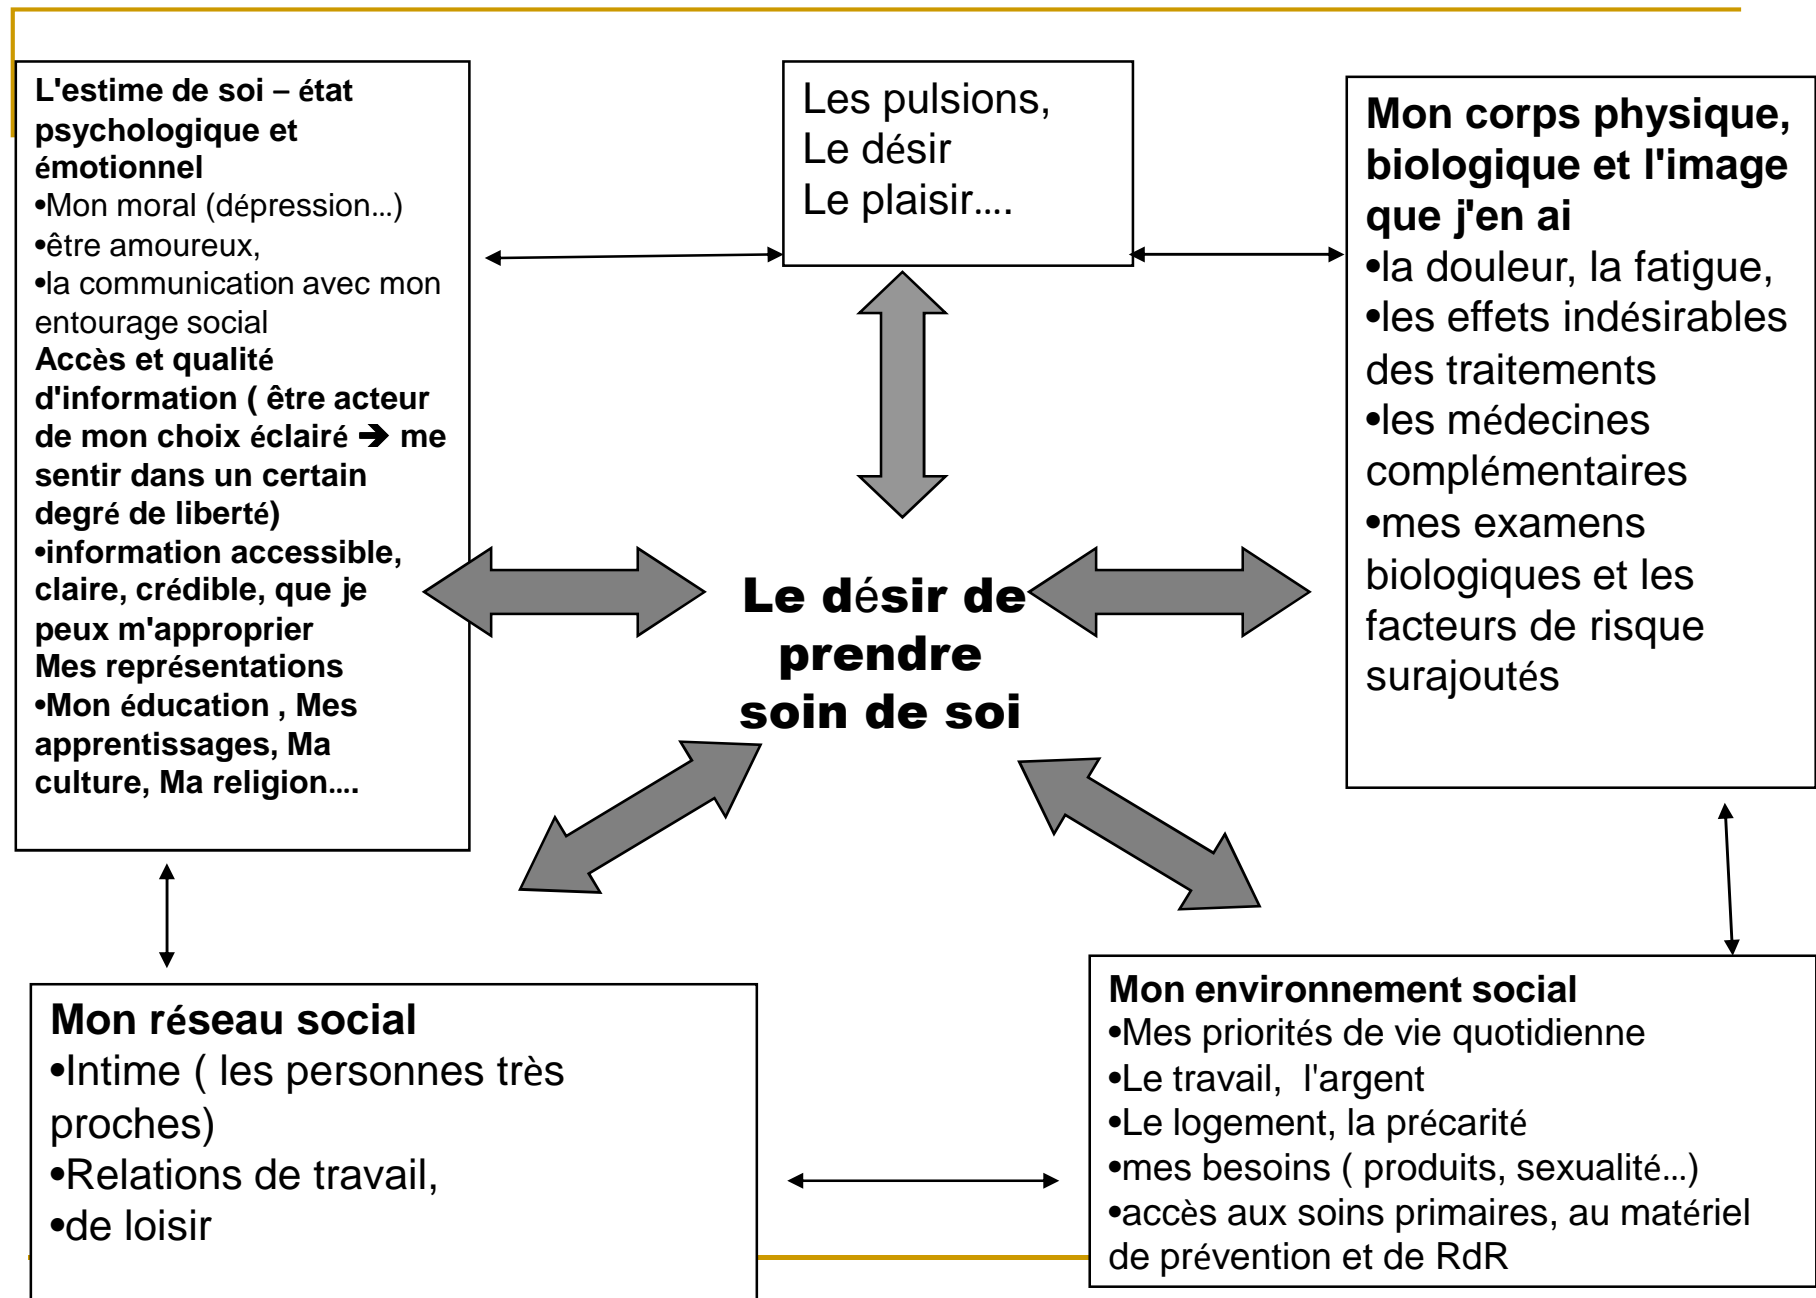 L'estime de soi – état
psychologique et
émotionnel
•Mon moral (dépression…)
•être amoureux,
•la communication avec mon
entourage social
Accès et qualité
d'information ( être acteur
de mon choix éclairé ➔ me
sentir dans un certain
degré de liberté)
•information accessible,
claire, crédible, que je
peux m'approprier
Mes représentations
•Mon éducation , Mes
apprentissages, Ma
culture, Ma religion….
Les pulsions,
Le désir
Le plaisir….
Mon corps physique,
biologique et l'image
que j'en ai
•la douleur, la fatigue,
•les effets indésirables
des traitements
•les médecines
complémentaires
•mes examens
biologiques et les
facteurs de risque
surajoutés
Le désir de
prendre
soin de soi
Mon réseau social
•Intime ( les personnes très
proches)
•Relations de travail,
•de loisir
Mon environnement social
•Mes priorités de vie quotidienne
•Le travail,  l'argent
•Le logement, la précarité
•mes besoins ( produits, sexualité…)
•accès aux soins primaires, au matériel
de prévention et de RdR